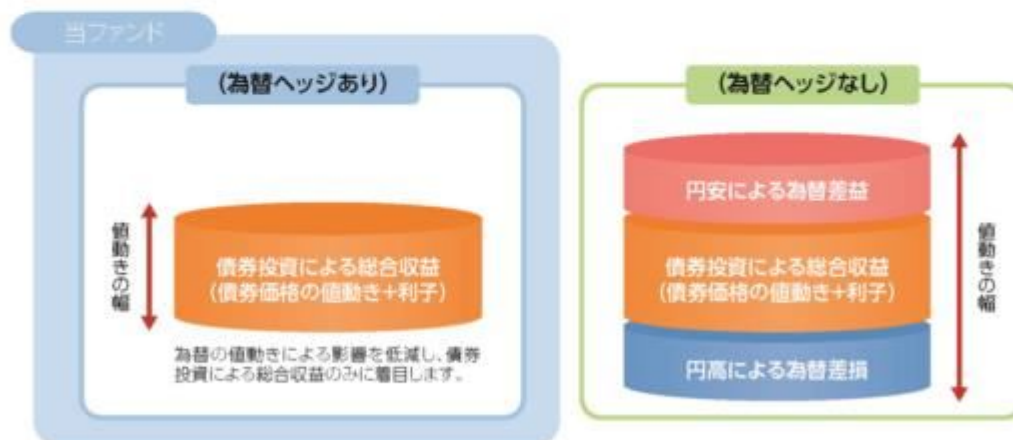 当ファンド
(為替ヘッジあり)
値動きの幅
債券投資による総合収益
(債券価格の値動き+利子)
為替の値動きによる影響を低減し、債券
投資による総合収益のみに着目します。
(為替ヘッジなし)
円安による為替差益
債券投資による総合収益
(債券価格の値動き+利子)
円高による為替差損
値動きの幅